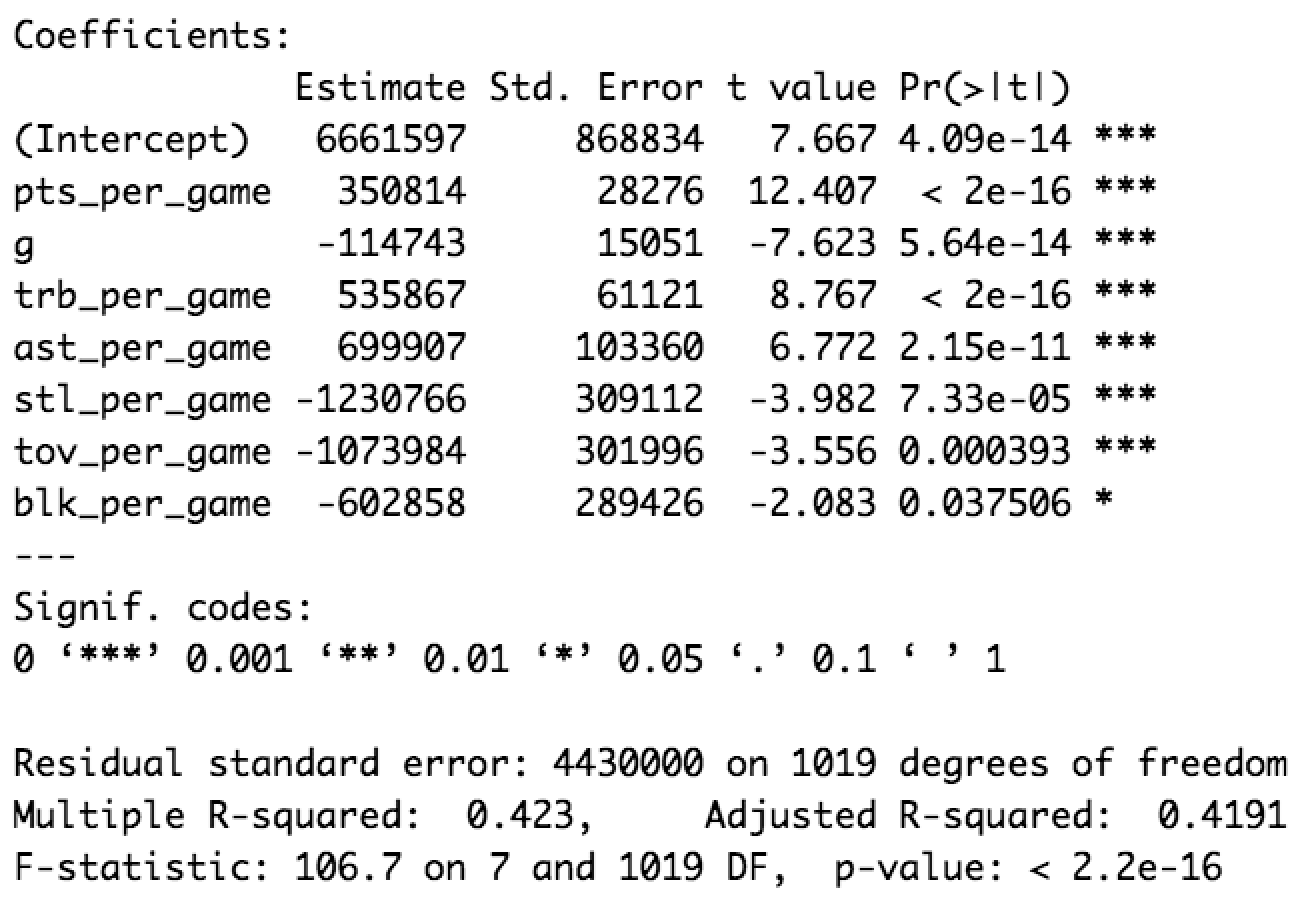 Coefficients:
Estimate Std. Error t value Pr(>|t|)
(Intercept) 6661597 868834 7.667 4.09e-14 ***
pts_per_game 350814 28276 12.407 < 2e-16 ***
g -114743 15051 -7.623 5.64e-14 ***
trb_per_game 535867 61121 8.767 < 2e-16 ***
ast_per_game 699907 103360 6.772 2.15e-11 ***
stl_per_game -1230766 309112 -3.982 7.33e-05 ***
tov_per_game -1073984 301996 -3.556 0.000393 ***
blk_per_game -602858 289426 -2.083 0.037506 *
---
Signif. codes:
0 ‘***’ 0.001 ‘**’ 0.01 ‘*’ 0.05 ‘.’ 0.1 ‘ ’ 1
Residual standard error: 4430000 on 1019 degrees of freedom
Multiple R-squared: 0.423, Adjusted R-squared: 0.4191
F-statistic: 106.7 on 7 and 1019 DF, p-value: < 2.2e-16